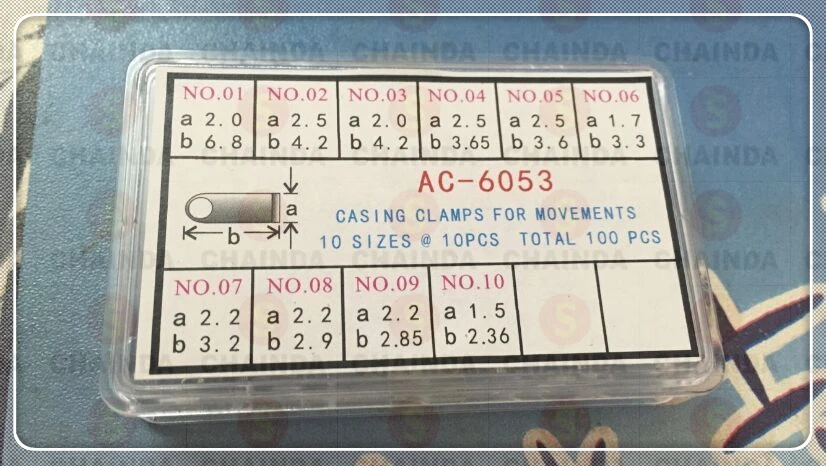 NO.01 NO.02 NO.03 NO.04 NO.05 NO.06
a 2.0 a 2.5 a 2.0 a 2.5 a 2.5 a 1.7
b 6.8 b 4.2 b 4.2 b 3.65 b 3.6 b 3.3
AC-6053
a
CASING CLAMPS FOR MOVEMENTS
b
10 SIZES @ 10PCS TOTAL 100 PCS
NO.07 NO.08 NO.09 NO.10
a 2.2 a 2.2 a 2.2 a 1.5
b 3.2 b 2.9 b 2.85 b 2.36
CHAINDA